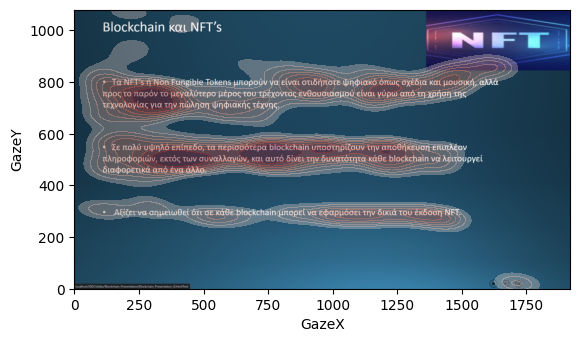 Blockchain και NFT's
NFT
• Τα NFT's ή Non Fungible Tokens μπορούν να είναι οτιδήποτε ψηφιακό όπως σχέδια και μουσική, αλλά
προς το παρόν το μεγαλύτερο μέρος του τρέχοντος ενθουσιασμού είναι γύρω από τη χρήση της
τεχνολογίας για την πώληση ψηφιακής τέχνης.
• Σε πολύ υψηλό επίπεδο, τα περισσότερα blockchain υποστηρίζουν την αποθήκευση επιπλέον
πληροφοριών, εκτός των συναλλαγών, και αυτό δίνει την δυνατότητα κάθε blockchain να λειτουργεί
διαφορετικά από ένα άλλο.
• Αξίζει να σημειωθεί ότι σε κάθε blockchain μπορεί να εφαρμόσει την δικιά του έκδοση NFT.
GazeY
0
200
400
600
800
1000
0 250 500 750 1000 1250 1500 1750
GazeX